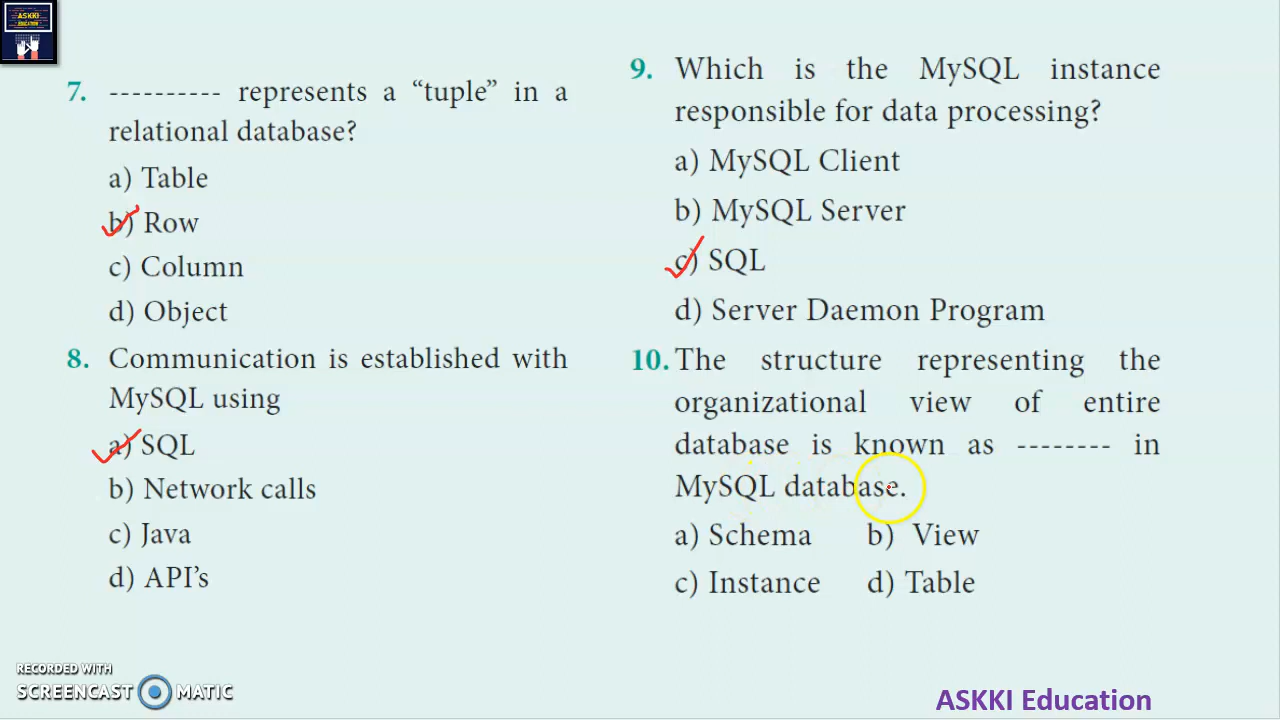 ASKKI
EDUCATION
7. ---------- represents a “tuple” in a
relational database?
a) Table
b) Row
c) Column
d) Object
8. Communication is established with
MySQL using
a) SQL
b) Network calls
c) Java
d) API’s
9. Which is the MySQL instance
responsible for data processing?
a) MySQL Client
b) MySQL Server
c) SQL
d) Server Daemon Program
10. The structure representing the
organizational view of entire
database is known as -------- in
MySQL database.
a) Schema b) View
c) Instance d) Table
RECORDED WITH
SCREENCAST MATIC
ASKKI Education